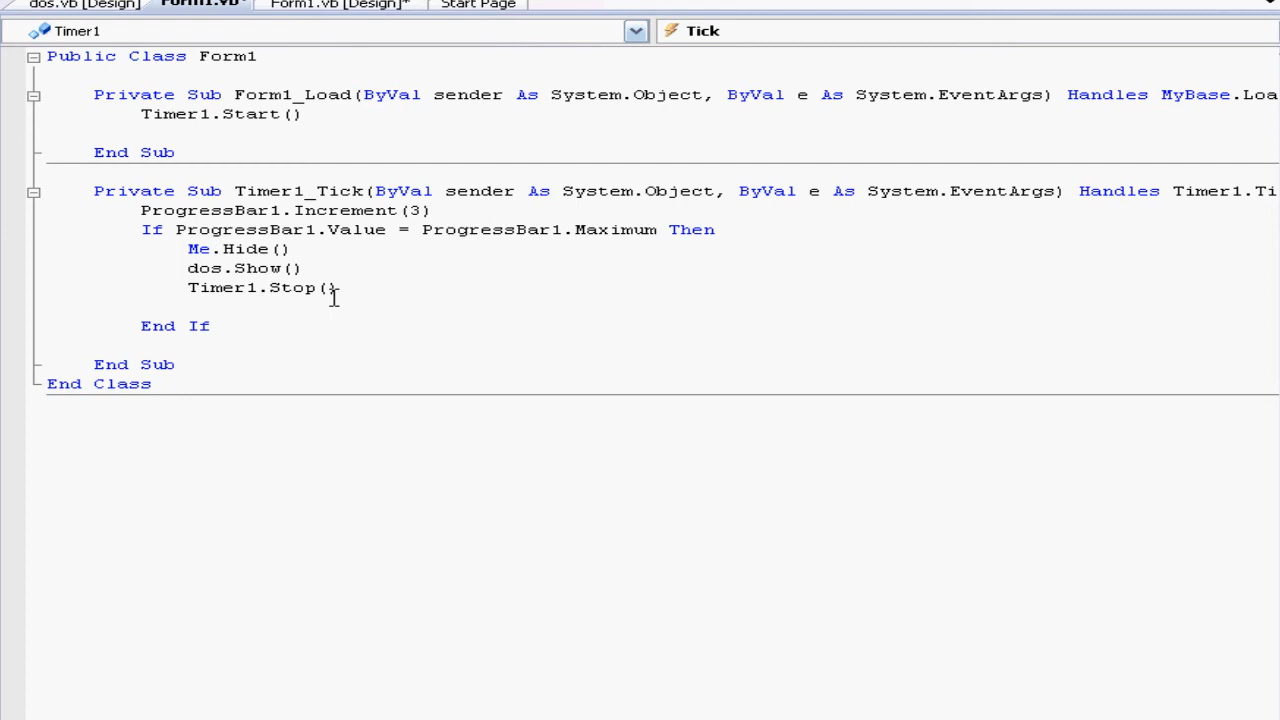 dos.vb [Design] Form1.vb* Form1.vb [Design]* Start Page
Timer1 Tick
Public Class Form1
Private Sub Form1_Load(ByVal sender As System.Object, ByVal e As System.EventArgs) Handles MyBase.Loa
Timer1.Start()
End Sub
Private Sub Timer1_Tick(ByVal sender As System.Object, ByVal e As System.EventArgs) Handles Timer1.Ti
ProgressBar1.Increment(3)
If ProgressBar1.Value = ProgressBar1.Maximum Then
Me.Hide()
dos.Show()
Timer1.Stop()
End If
End Sub
End Class